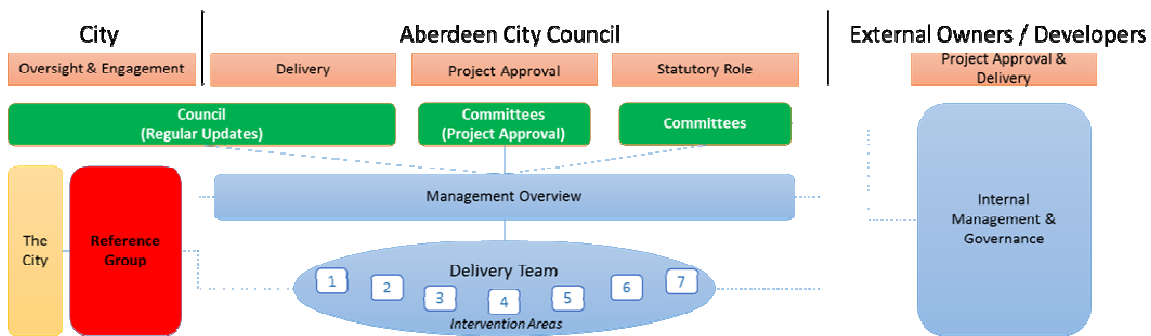 City
Aberdeen City Council
External Owners / Developers
Oversight & Engagement
Delivery
Project Approval
Statutory Role
Project Approval &
Delivery
Council
(Regular Updates)
Committees
(Project Approval)
Committees
Management Overview
The
City
Reference
Group
Internal
Management &
Governance
Delivery Team
1
2
3
4
5
6
7
Intervention Areas